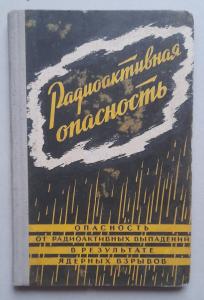 Радиоактивная
опасность
ОПАСНОСТЬ
ОТ РАДИОАКТИВНЫХ ВЫПАДЕНИЙ
В РЕЗУЛЬТАТЕ
ЯДЕРНЫХ ВЗРЫВОВ